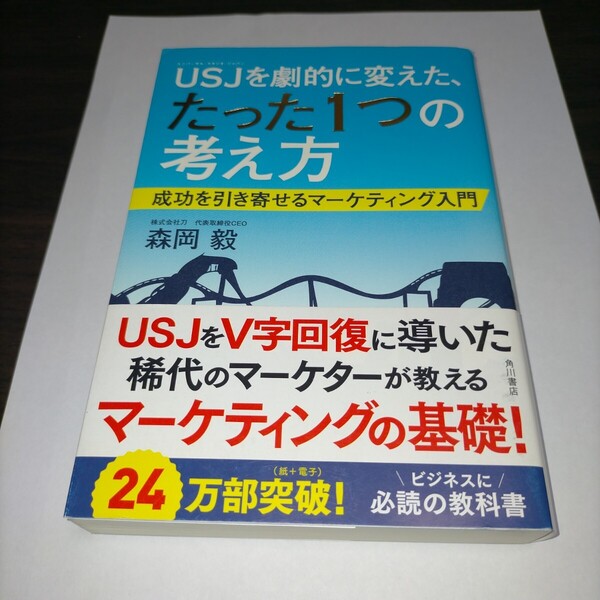 USJを劇的に変えた、
たった1つの
考え方
成功を引き寄せるマーケティング入門
株式会社刀 代表取締役CEO
森岡 毅
USJをV字回復に導いた
稀代のマーケターが教える
マーケティングの基礎!
角川書店
24万部突破!
(紙+電子)
ビジネスに
必読の教科書